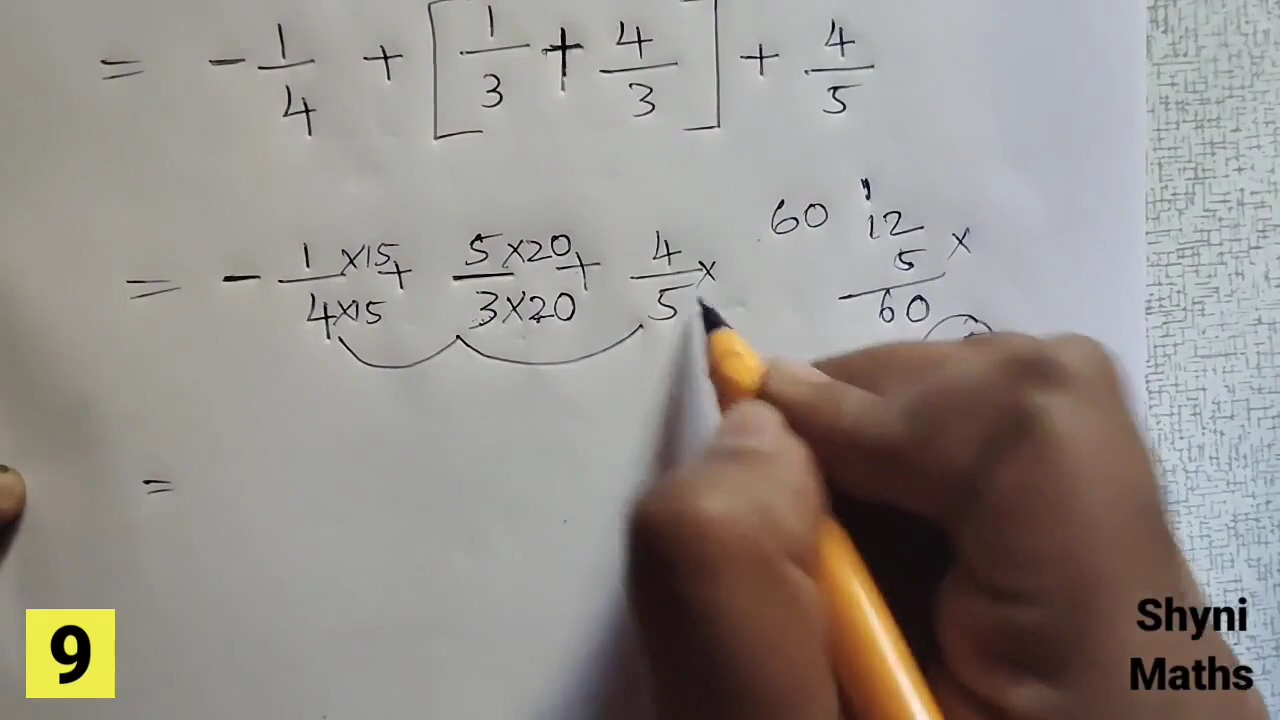 = - 1/4 + [ 1/3 + 4/3 ] + 4/5
60 12
5 ×
60
= - 1×15/4×15 + 5×20/3×20 + 4/5 ×
=
9
Shyni
Maths